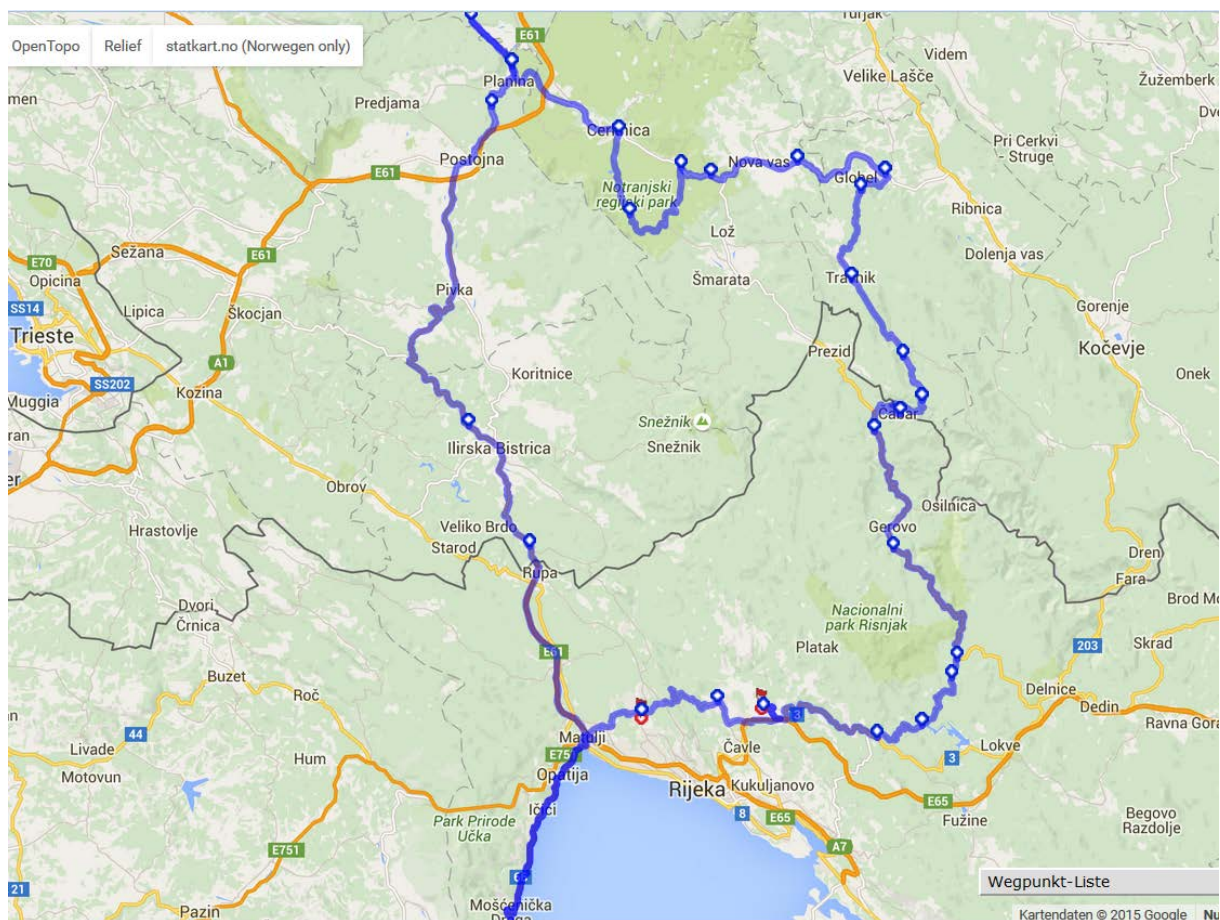 OpenTopo
Relief
statkart.no (Norwegen only)
E61
Turjak
Videm
Planina
Velike Lašče
Žužemberk
Predjama
Cerknica
Pri Cerkvi
- Struge
Postojna
Nova vas
Globel
E61
Notranjski
regijski park
Ribnica
Lož
Dolenja vas
Sežana
E61
E70
Opicina
Šmarata
Travnik
Lipica
Škocjan
Pivka
Gorenje
SS14
Trieste
Prezid
Kočevje
A1
Koritnice
Onek
SS202
Muggia
Kozina
Čabar
Snežnik
Snežnik
Ilirska Bistrica
Obrov
Osilnica
Hrastovlje
Veliko Brdo
Gerovo
Starod
Dren
Rupa
Fara
Dvori
Brod Mo
Črnica
Nacionalni
park Risnjak
Platak
203
Skrad
E61
Buzet
Roč
Delnice
Dedin
3
Ravna Gora
44
Matulji
Čavle
Lokve
Livade
Hum
E751
3
Motovun
Opatija
Rijeka
Kukuljanovo
Ičići
E65
8
Park Prirode
Učka
E65
Fužine
Begovo
Razdolje
E751
A7
Wegpunkt-Liste
21
Mošćenička
Draga
Pazin
Kartendaten © 2015 Google